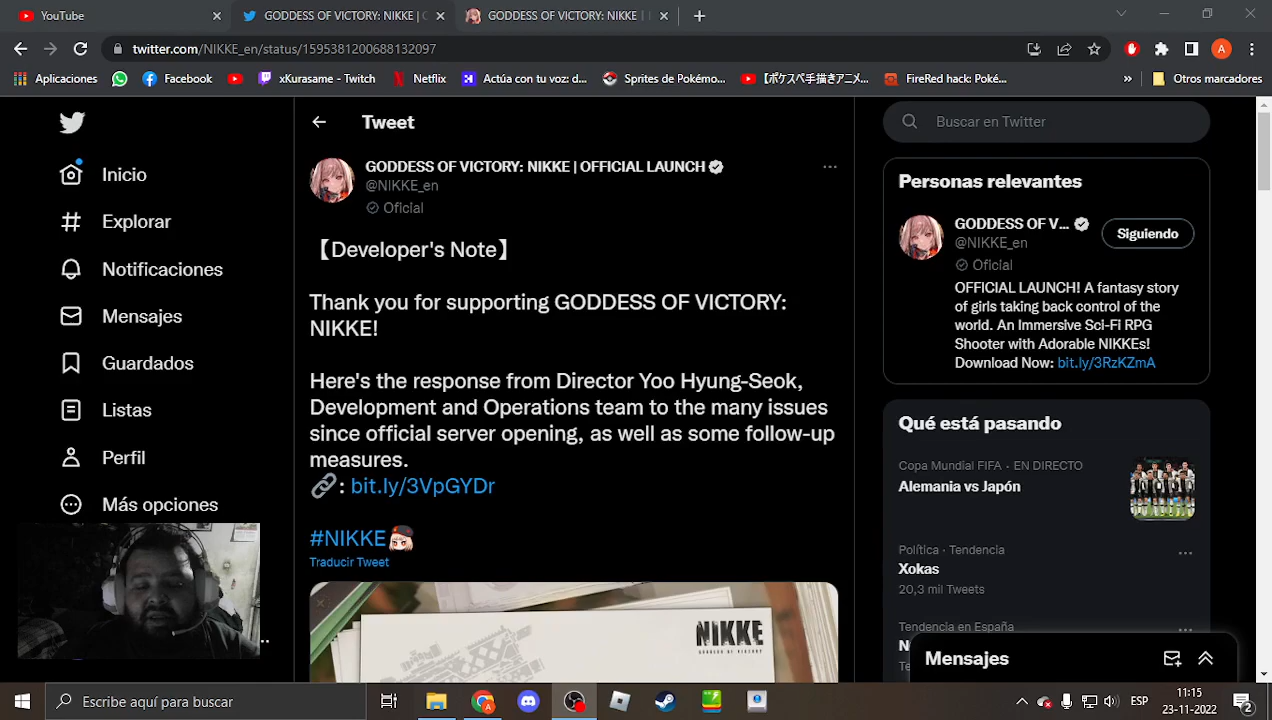 YouTube
GODDESS OF VICTORY: NIKKE | O
GODDESS OF VICTORY: NIKKE |
twitter.com/NIKKE_en/status/1595381200688132097
A
Aplicaciones
Facebook
xKurasame - Twitch
Netflix
Actúa con tu voz: d...
Sprites de Pokémo...
【ポケスペ手描きアニメ...
FireRed hack: Poké...
»
Otros marcadores
Inicio
Explorar
Notificaciones
Mensajes
Guardados
Listas
Perfil
Más opciones
Tweet
GODDESS OF VICTORY: NIKKE | OFFICIAL LAUNCH
@NIKKE_en
Oficial
【Developer's Note】
Thank you for supporting GODDESS OF VICTORY:
NIKKE!
Here's the response from Director Yoo Hyung-Seok,
Development and Operations team to the many issues
since official server opening, as well as some follow-up
measures.
🔗: bit.ly/3VpGYDr
#NIKKE
Traducir Tweet
NIKKE
GODDESS OF VICTORY
Buscar en Twitter
Personas relevantes
GODDESS OF V...
@NIKKE_en
Oficial
Siguiendo
OFFICIAL LAUNCH! A fantasy story
of girls taking back control of the
world. An Immersive Sci-Fi RPG
Shooter with Adorable NIKKEs!
Download Now: bit.ly/3RzKZmA
Qué está pasando
Copa Mundial FIFA · EN DIRECTO
Alemania vs Japón
Política · Tendencia
Xokas
20,3 mil Tweets
Tendencia en España
Mensajes
Escribe aquí para buscar
ESP
11:15
23-11-2022
2